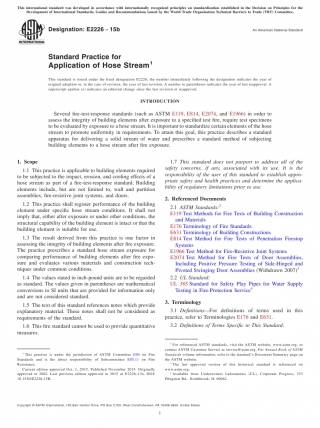 This international standard was developed in accordance with internationally recognized principles on standardization established in the Decision on Principles for the
Development of International Standards, Guides and Recommendations issued by the World Trade Organization Technical Barriers to Trade (TBT) Committee.
Designation: E2226 − 15b
An American National Standard
INTERNATIONAL
Standard Practice for
Application of Hose Stream1
This standard is issued under the fixed designation E2226; the number immediately following the designation indicates the year of
original adoption or, in the case of revision, the year of last revision. A number in parentheses indicates the year of last reapproval. A
superscript epsilon (ε) indicates an editorial change since the last revision or reapproval.
INTRODUCTION
Several fire-test-response standards (such as ASTM E119, E814, E2074, and E1966) in order to
assess the integrity of building elements after exposure to a specified fire test, require test specimens
to be evaluated by exposure to a hose stream. It is important to standardize certain elements of the hose
stream to promote uniformity in requirements. To attain this goal, this practice describes a standard
apparatus for delivering a solid stream of water and prescribes a standard method of subjecting
building elements to a hose stream after fire exposure.
1. Scope
1.1 This practice is applicable to building elements required
to be subjected to the impact, erosion, and cooling effects of a
hose stream as part of a fire-test-response standard. Building
elements include, but are not limited to, wall and partition
assemblies, fire-resistive joint systems, and doors.
1.2 This practice shall register performance of the building
element under specific hose stream conditions. It shall not
imply that, either after exposure or under other conditions, the
structural capability of the building element is intact or that the
building element is suitable for use.
1.3 The result derived from this practice is one factor in
assessing the integrity of building elements after fire exposure.
The practice prescribes a standard hose stream exposure for
comparing performance of building elements after fire expo-
sure and evaluates various materials and construction tech-
niques under common conditions.
1.4 The values stated in inch-pound units are to be regarded
as standard. The values given in parentheses are mathematical
conversions to SI units that are provided for information only
and are not considered standard.
1.5 The text of this standard references notes which provide
explanatory material. These notes shall not be considered as
requirements of the standard.
1.6 This fire standard cannot be used to provide quantitative
measures.
1 This practice is under the jurisdiction of ASTM Committee E05 on Fire
Standards and is the direct responsibility of Subcommittee E05.11 on Fire
Resistance.
Current edition approved Oct. 1, 2015. Published November 2015. Originally
approved in 2002. Last previous edition approved in 2015 as E2226-15a. DOI:
10.1520/E2226-15B.
1.7 This standard does not purport to address all of the
safety concerns, if any, associated with its use. It is the
responsibility of the user of this standard to establish appro-
priate safety and health practices and determine the applica-
bility of regulatory limitations prior to use.
2. Referenced Documents
2.1 ASTM Standards:2
E119 Test Methods for Fire Tests of Building Construction
and Materials
E176 Terminology of Fire Standards
E631 Terminology of Building Constructions
E814 Test Method for Fire Tests of Penetration Firestop
Systems
E1966 Test Method for Fire-Resistive Joint Systems
E2074 Test Method for Fire Tests of Door Assemblies,
Including Positive Pressure Testing of Side-Hinged and
Pivoted Swinging Door Assemblies (Withdrawn 2007)3
2.2 UL Standard:
UL 385 Standard for Safety Play Pipes for Water Supply
Testing in Fire Protection Service4
3. Terminology
3.1 Definitions—For definitions of terms used in this
practice, refer to Terminologies E176 and E631.
3.2 Definitions of Terms Specific to This Standard:
2 For referenced ASTM standards, visit the ASTM website, www.astm.org, or
contact ASTM Customer Service at service@astm.org. For Annual Book of ASTM
Standards volume information, refer to the standard's Document Summary page on
the ASTM website.
3 The last approved version of this historical standard is referenced on
www.astm.org.
4 Available from Underwriters Laboratories (UL), Corporate Progress, 333
Pfingsten Rd., Northbrook, IL 60062.
Copyright © ASTM International, 100 Barr Harbor Drive, PO Box C700, West Conshohocken, PA 19428-2959. United States
1